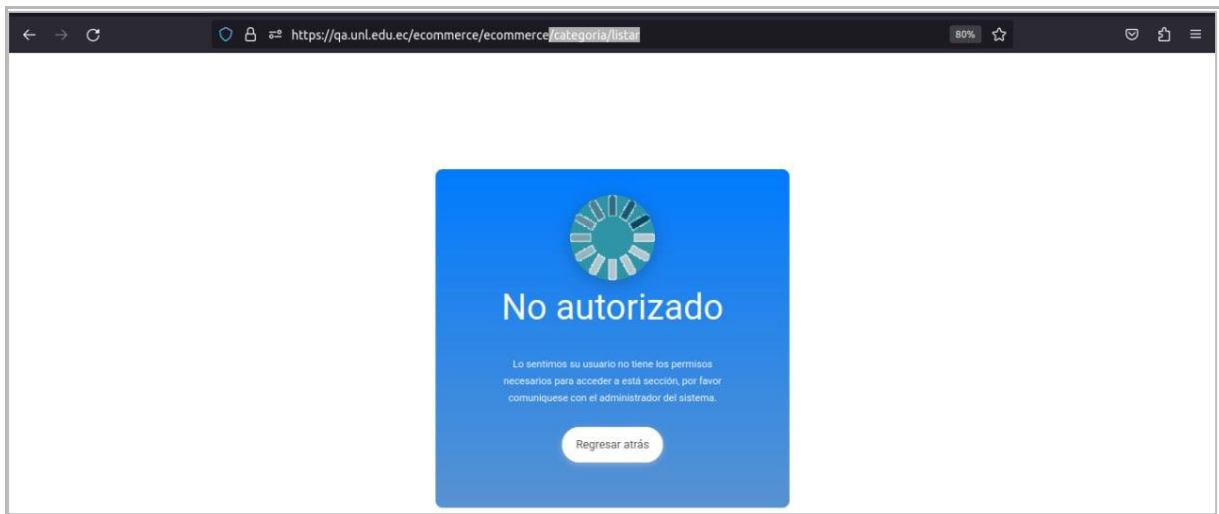 https://qa.unl.edu.ec/ecommerce/ecommerce/categoria/listar 80%
No autorizado
Lo sentimos su usuario no tiene los permisos
necesarios para acceder a está sección, por favor
comuniquese con el administrador del sistema.
Regresar atrás